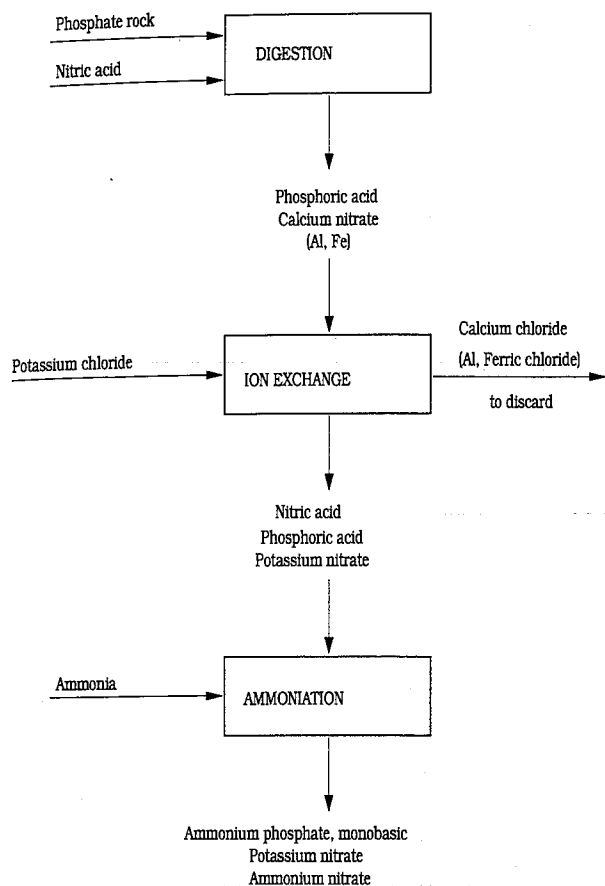 Phosphate rock
Nitric acid
DIGESTION
Phosphoric acid
Calcium nitrate
(Al, Fe)
Potassium chloride
ION EXCHANGE
Calcium chloride
(Al, Ferric chloride)
to discard
Nitric acid
Phosphoric acid
Potassium nitrate
Ammonia
AMMONIATION
Ammonium phosphate, monobasic
Potassium nitrate
Ammonium nitrate